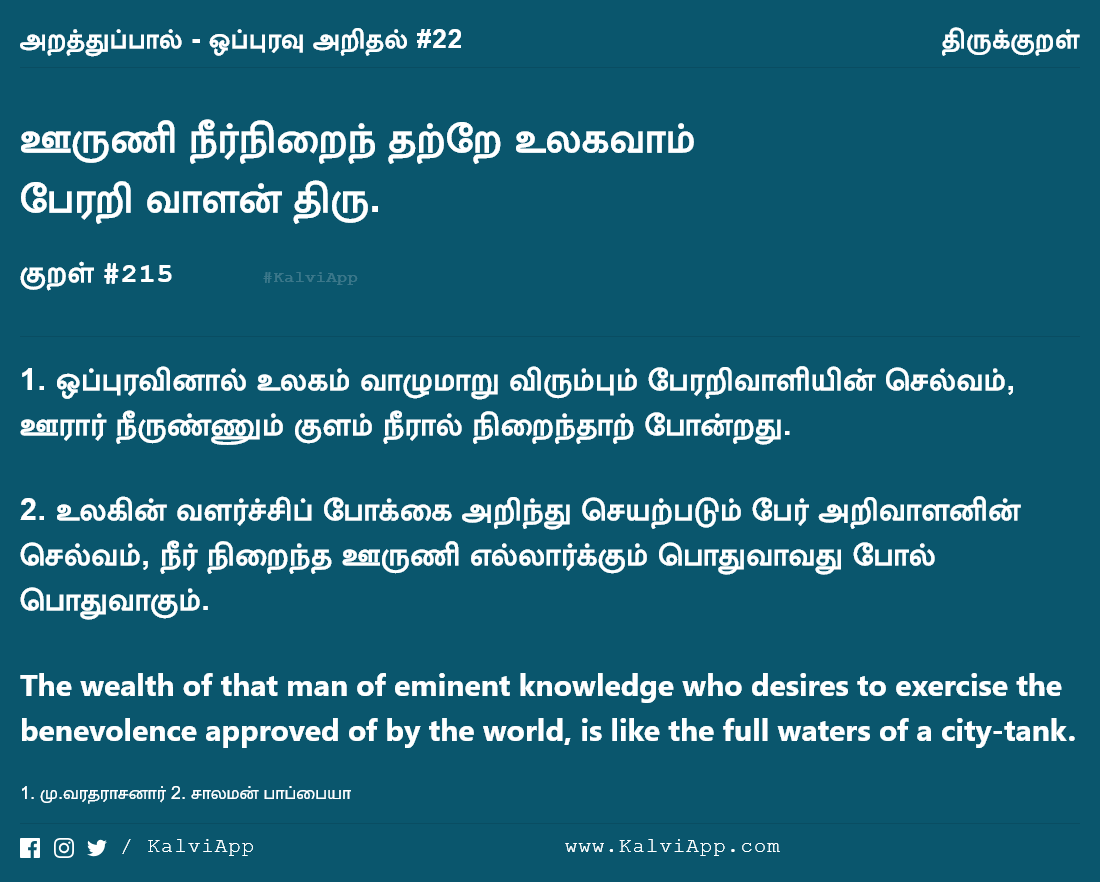 அறத்துப்பால் - ஒப்புரவு அறிதல் #22
திருக்குறள்
ஊருணி நீர்நிறைந் தற்றே உலகவாம்
பேரறி வாளன் திரு.
குறள் #215
#KalviApp
1. ஒப்புரவினால் உலகம் வாழுமாறு விரும்பும் பேரறிவாளியின் செல்வம்,
ஊரார் நீருண்ணும் குளம் நீரால் நிறைந்தாற் போன்றது.
2. உலகின் வளர்ச்சிப் போக்கை அறிந்து செயற்படும் பேர் அறிவாளனின்
செல்வம், நீர் நிறைந்த ஊருணி எல்லார்க்கும் பொதுவாவது போல்
பொதுவாகும்.
The wealth of that man of eminent knowledge who desires to exercise the
benevolence approved of by the world, is like the full waters of a city-tank.
1. மு.வரதராசனார் 2. சாலமன் பாப்பையா
/ KalviApp
www.KalviApp.com